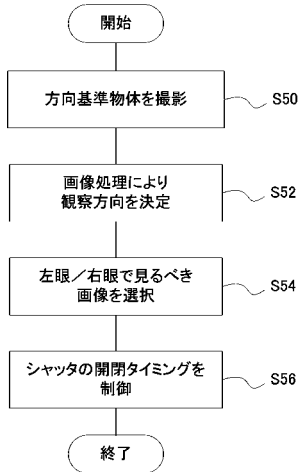 開始
方向基準物体を撮影
S50
画像処理により
観察方向を決定
S52
左眼／右眼で見るべき
画像を選択
S54
シャッタの開閉タイミングを
制御
S56
終了